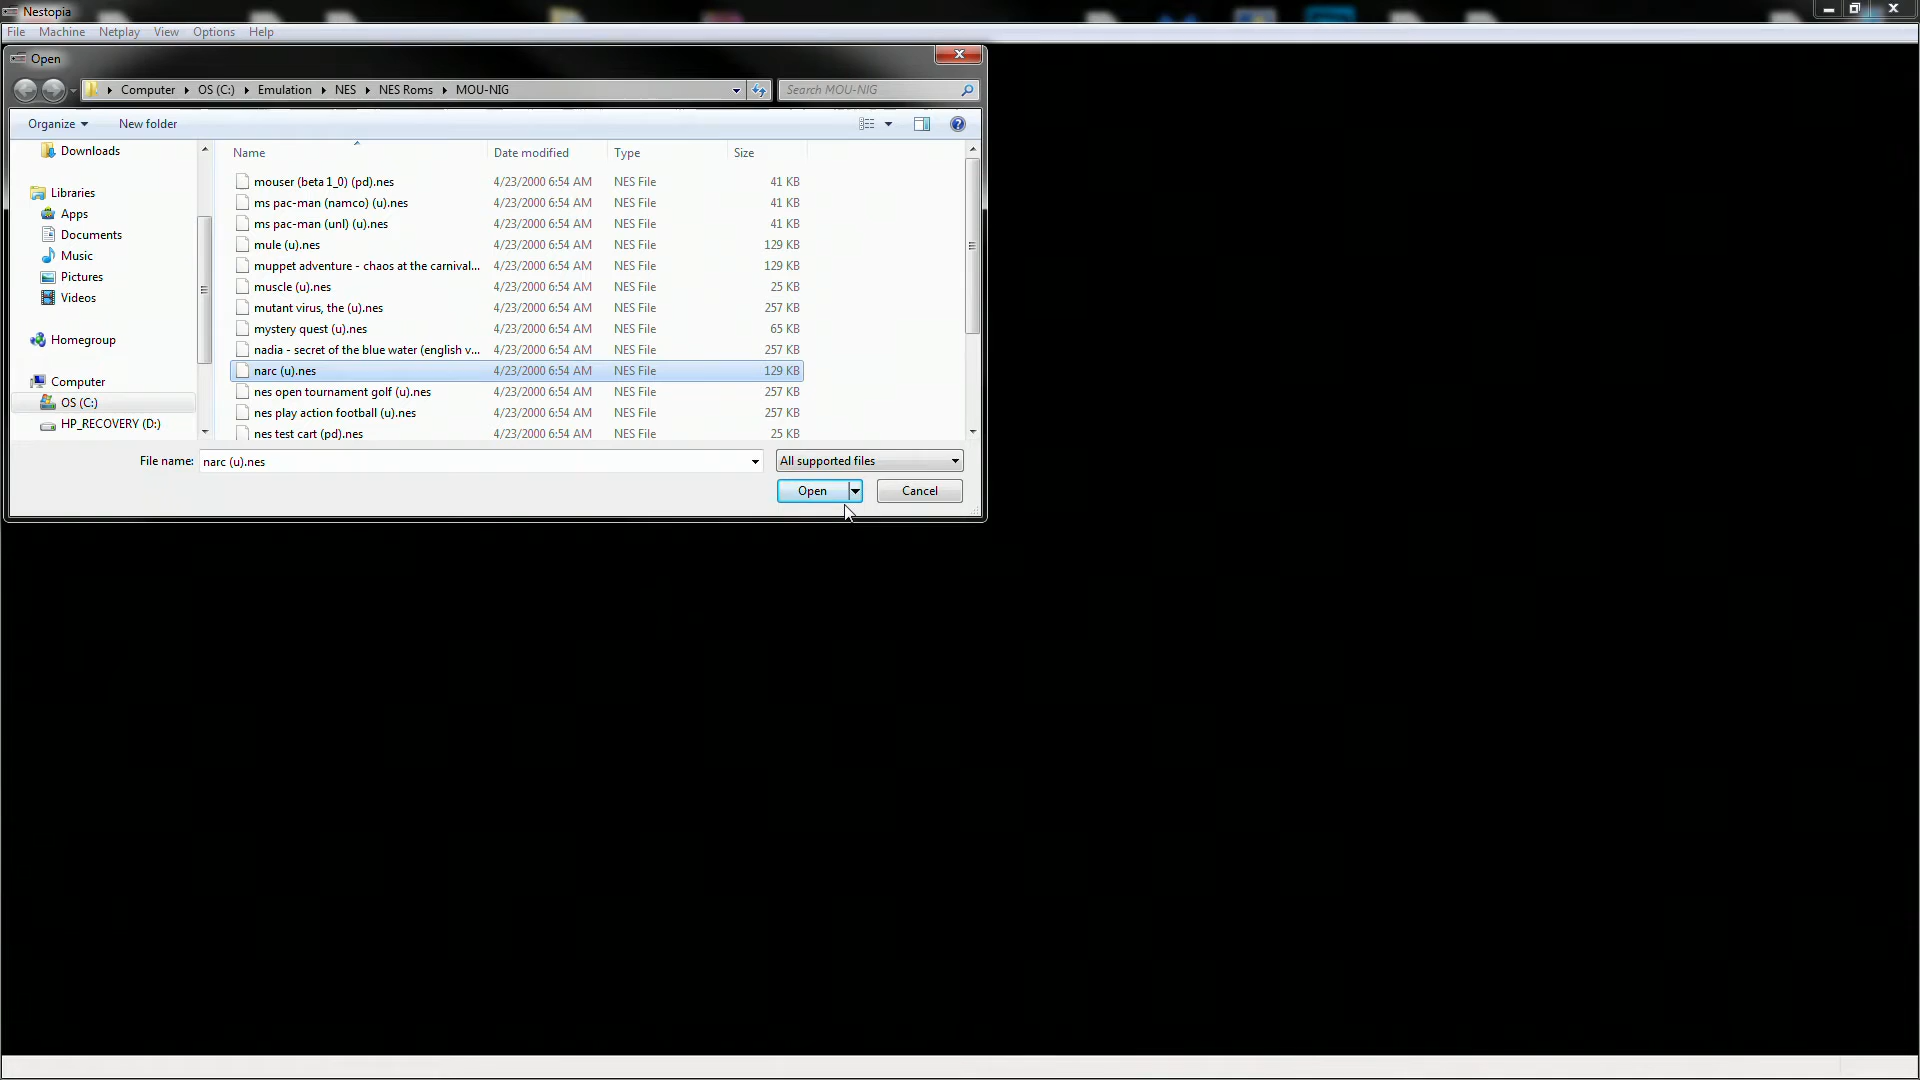 Nestopia
File Machine Netplay View Options Help
Open
Computer OS (C:) Emulation NES NES Roms MOU-NIG Search MOU-NIG
Organize New folder
Name Date modified Type Size
Downloads
Libraries
Apps
Documents
Music
Pictures
Videos
Homegroup
Computer
OS (C:)
HP_RECOVERY (D:)
mouser (beta 1_0) (pd).nes 4/23/2000 6:54 AM NES File 41 KB
ms pac-man (namco) (u).nes 4/23/2000 6:54 AM NES File 41 KB
ms pac-man (unl) (u).nes 4/23/2000 6:54 AM NES File 41 KB
mule (u).nes 4/23/2000 6:54 AM NES File 129 KB
muppet adventure - chaos at the carnival... 4/23/2000 6:54 AM NES File 129 KB
muscle (u).nes 4/23/2000 6:54 AM NES File 25 KB
mutant virus, the (u).nes 4/23/2000 6:54 AM NES File 257 KB
mystery quest (u).nes 4/23/2000 6:54 AM NES File 65 KB
nadia - secret of the blue water (english v... 4/23/2000 6:54 AM NES File 257 KB
narc (u).nes 4/23/2000 6:54 AM NES File 129 KB
nes open tournament golf (u).nes 4/23/2000 6:54 AM NES File 257 KB
nes play action football (u).nes 4/23/2000 6:54 AM NES File 257 KB
nes test cart (pd).nes 4/23/2000 6:54 AM NES File 25 KB
File name: narc (u).nes All supported files
Open Cancel